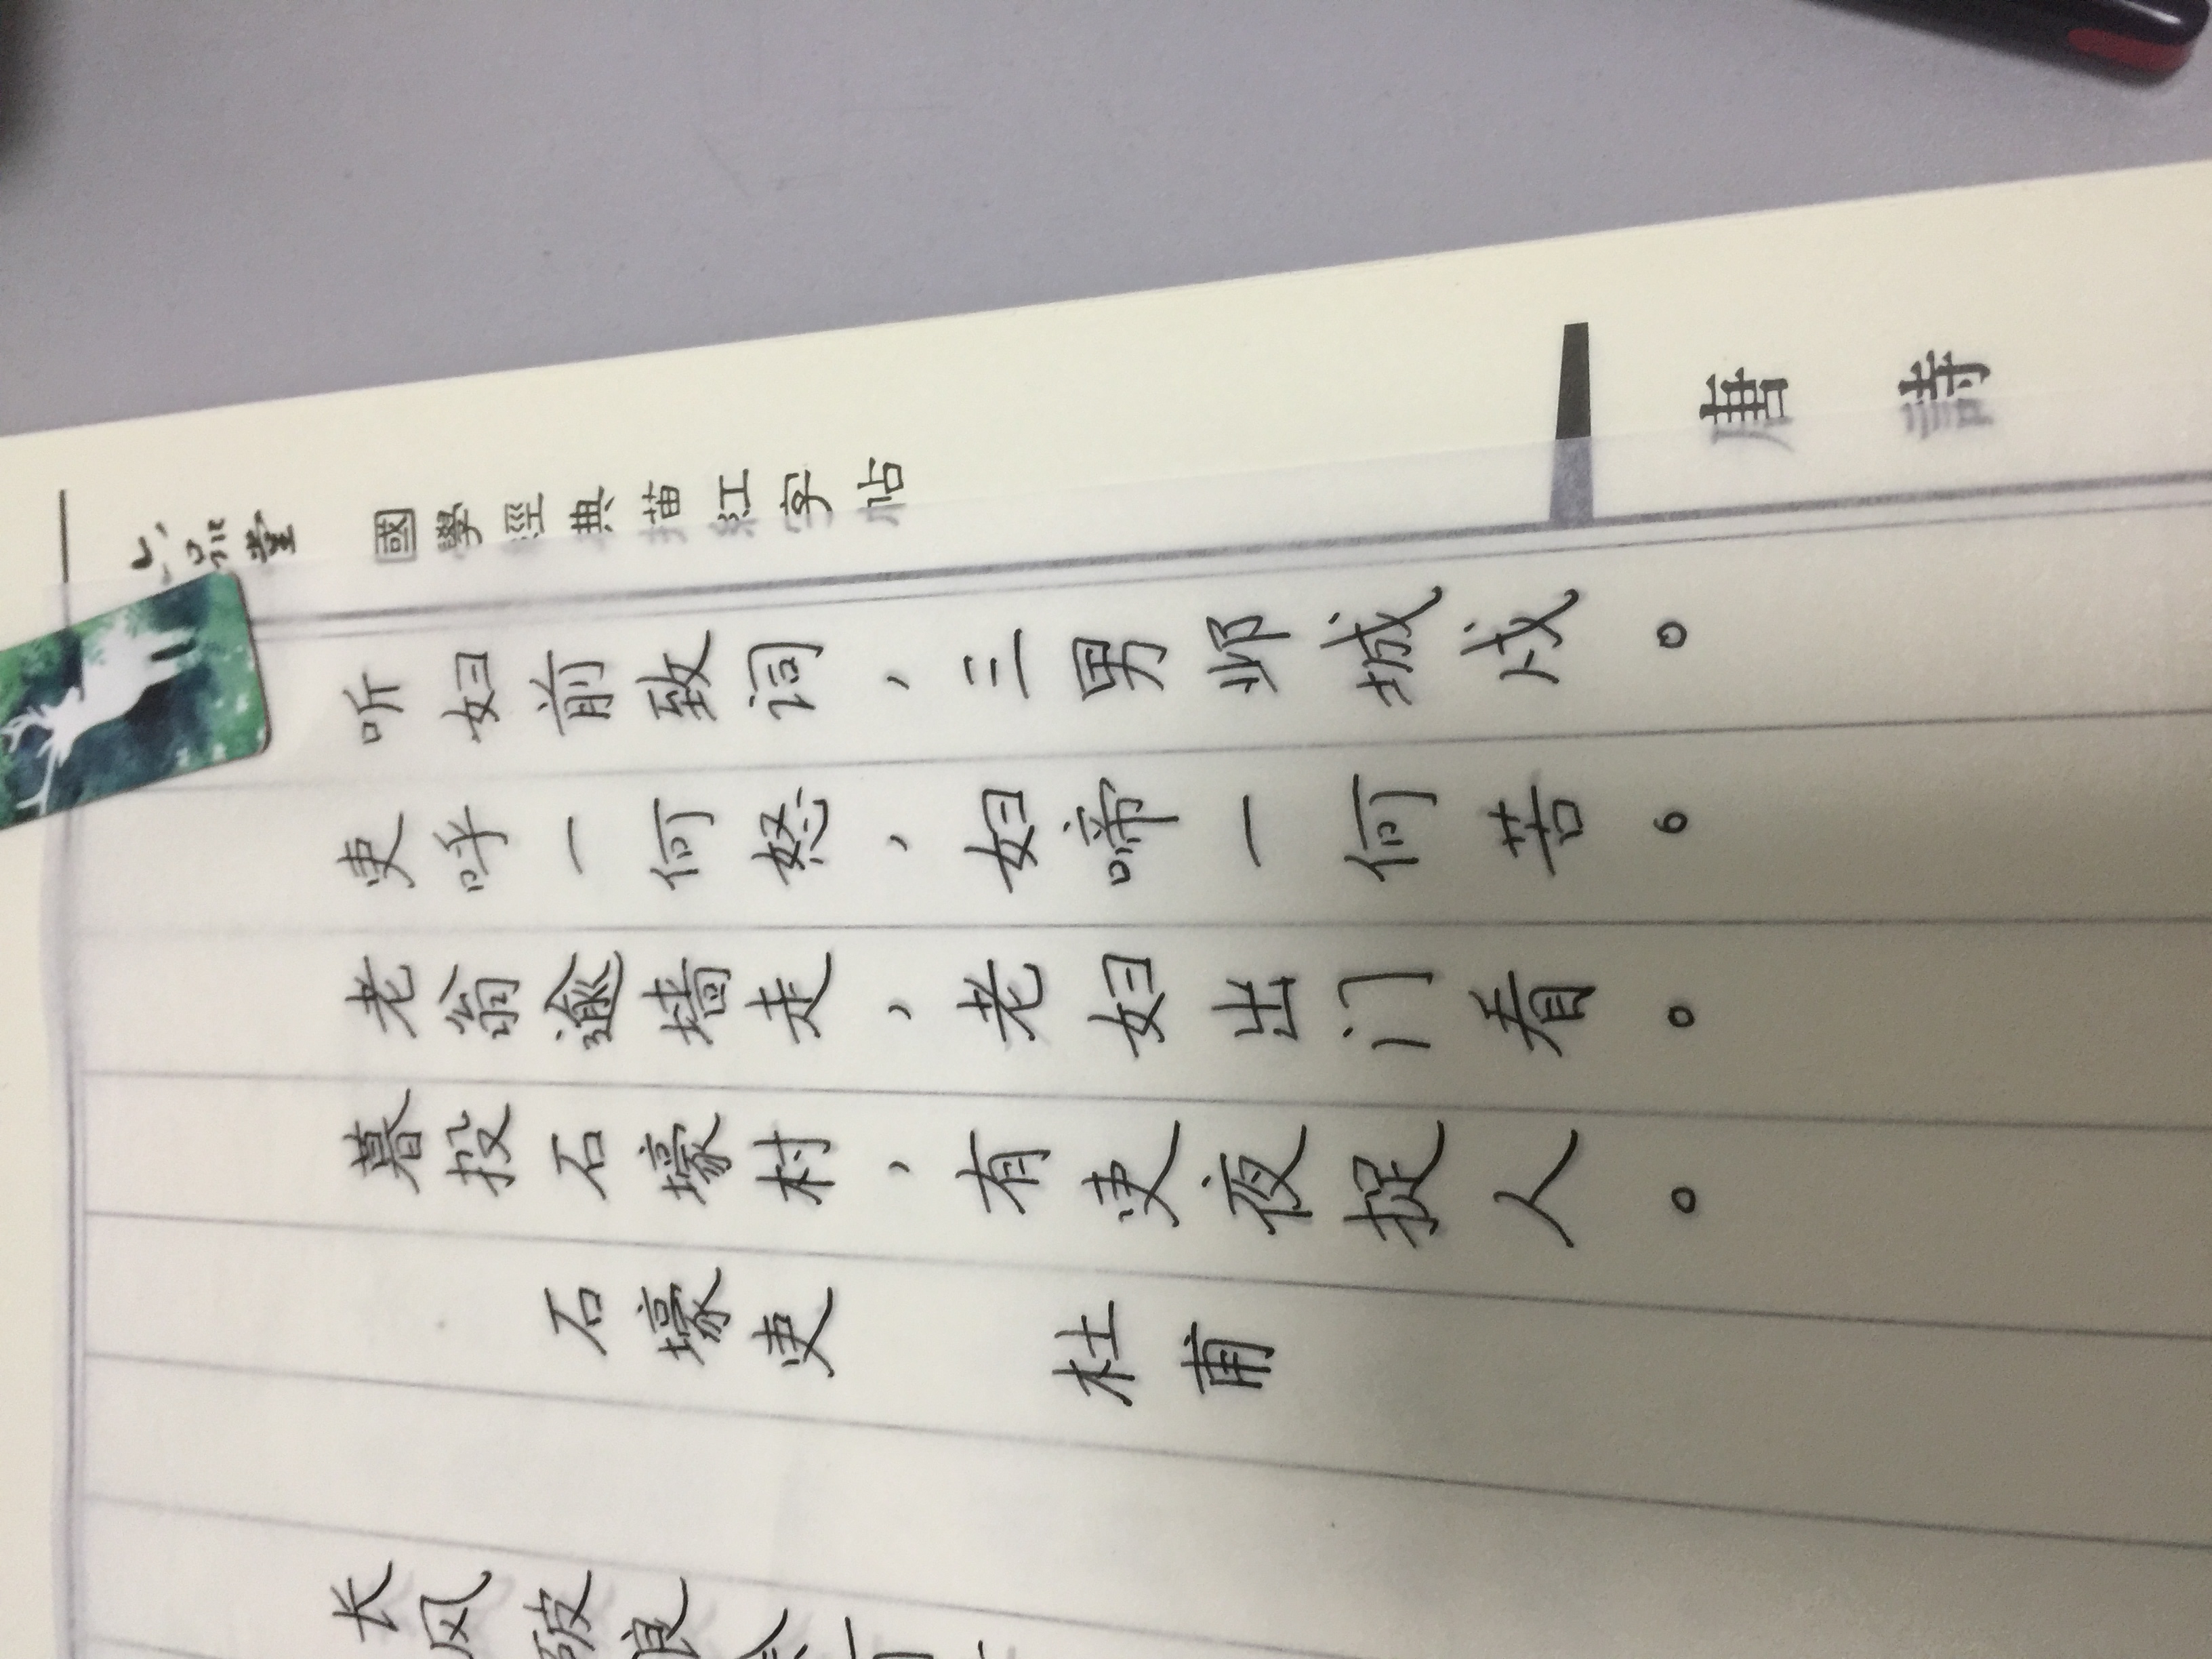 长风破浪会
石壕吏 杜甫
暮投石壕村，有吏夜捉人。
老翁逾墙走，老妇出门看。
吏呼一何怒，妇啼一何苦。
听妇前致词，三男邺城戍。
六品堂 國學經典描紅字帖
唐詩